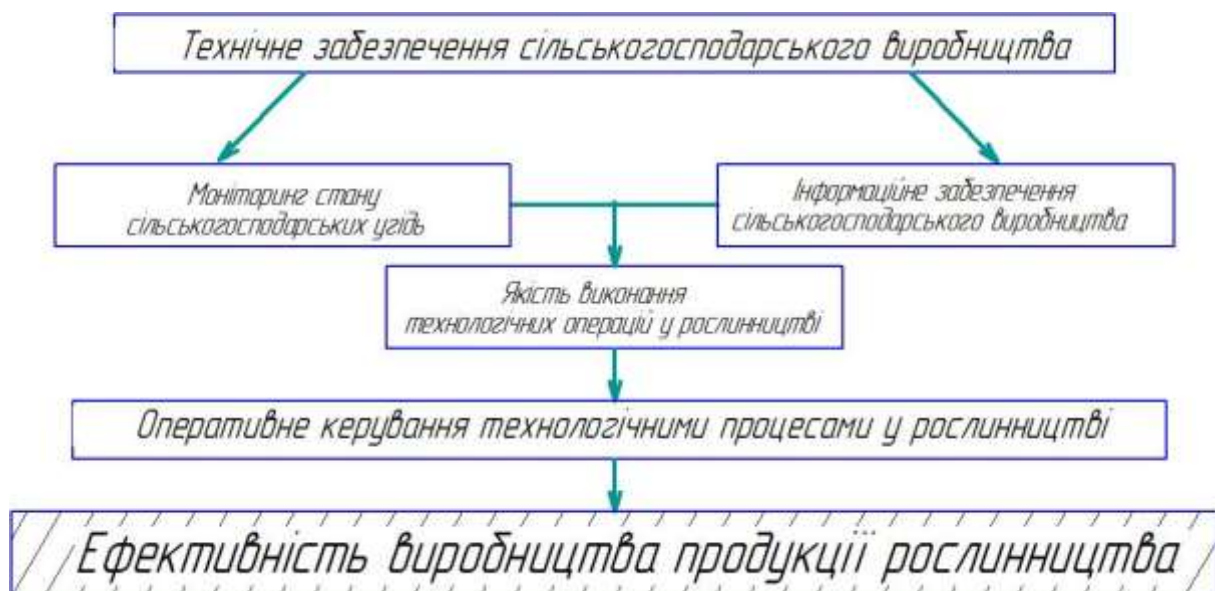 Технічне забезпечення сільськогосподарського виробництва
Моніторинг стану
сільськогосподарських угідь
Інформаційне забезпечення
сільськогосподарського виробництва
Якість виконання
технологічних операцій у рослинництві
Оперативне керування технологічними процесами у рослинництві
Ефективність виробництва продукції рослинництва